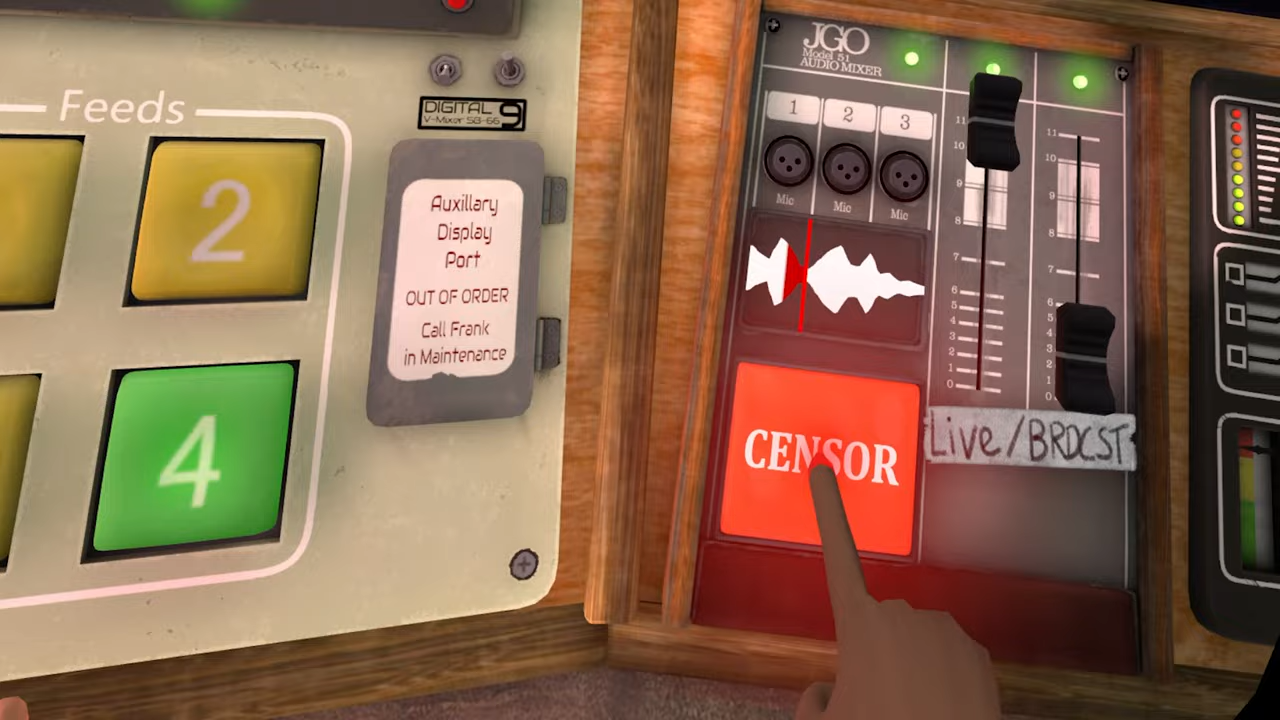 Feeds
2
4
DIGITAL 9
V-Mixer SG-66
Auxillary
Display
Port
OUT OF ORDER
Call Frank
in Maintenance
JGO
Model 51
AUDIO MIXER
1 2 3
Mic Mic Mic
CENSOR
11
10
9
8
7
6
5
4
3
2
1
0
11
10
9
8
7
6
5
4
3
2
1
0
Live/BRDCST